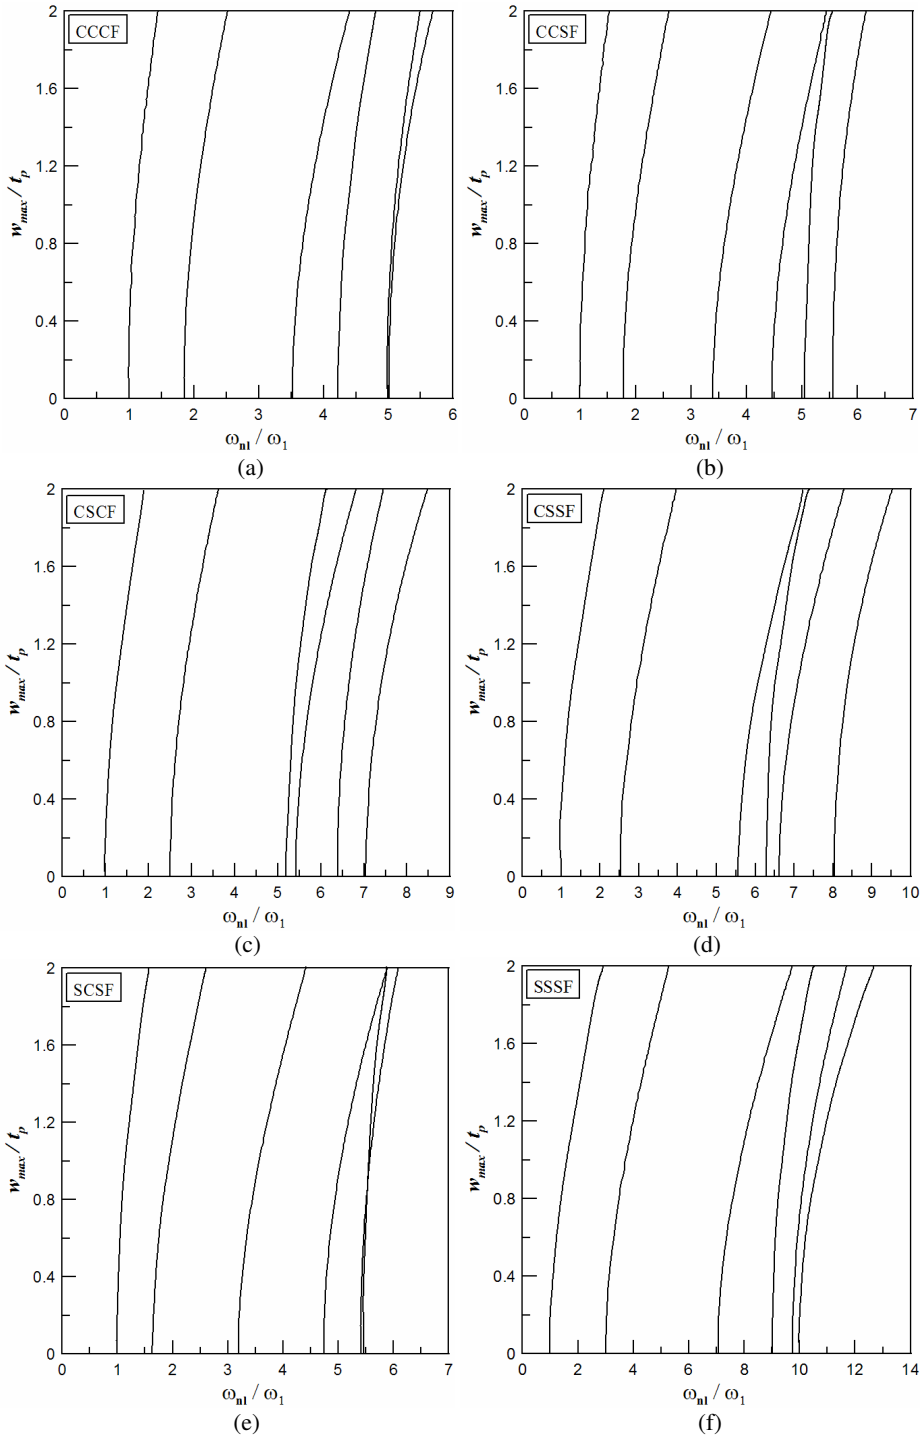 2
CCCF
1.6
1.2
w_max / t_p
0.8
0.4
0
0 1 2 3 4 5 6
ω_nl / ω_1
(a)
2
CCSF
1.6
1.2
w_max / t_p
0.8
0.4
0
0 1 2 3 4 5 6 7
ω_nl / ω_1
(b)
2
CSCF
1.6
1.2
w_max / t_p
0.8
0.4
0
0 1 2 3 4 5 6 7 8 9
ω_nl / ω_1
(c)
2
CSSF
1.6
1.2
w_max / t_p
0.8
0.4
0
0 1 2 3 4 5 6 7 8 9 10
ω_nl / ω_1
(d)
2
SCSF
1.6
1.2
w_max / t_p
0.8
0.4
0
0 1 2 3 4 5 6 7
ω_nl / ω_1
(e)
2
SSSF
1.6
1.2
w_max / t_p
0.8
0.4
0
0 2 4 6 8 10 12 14
ω_nl / ω_1
(f)